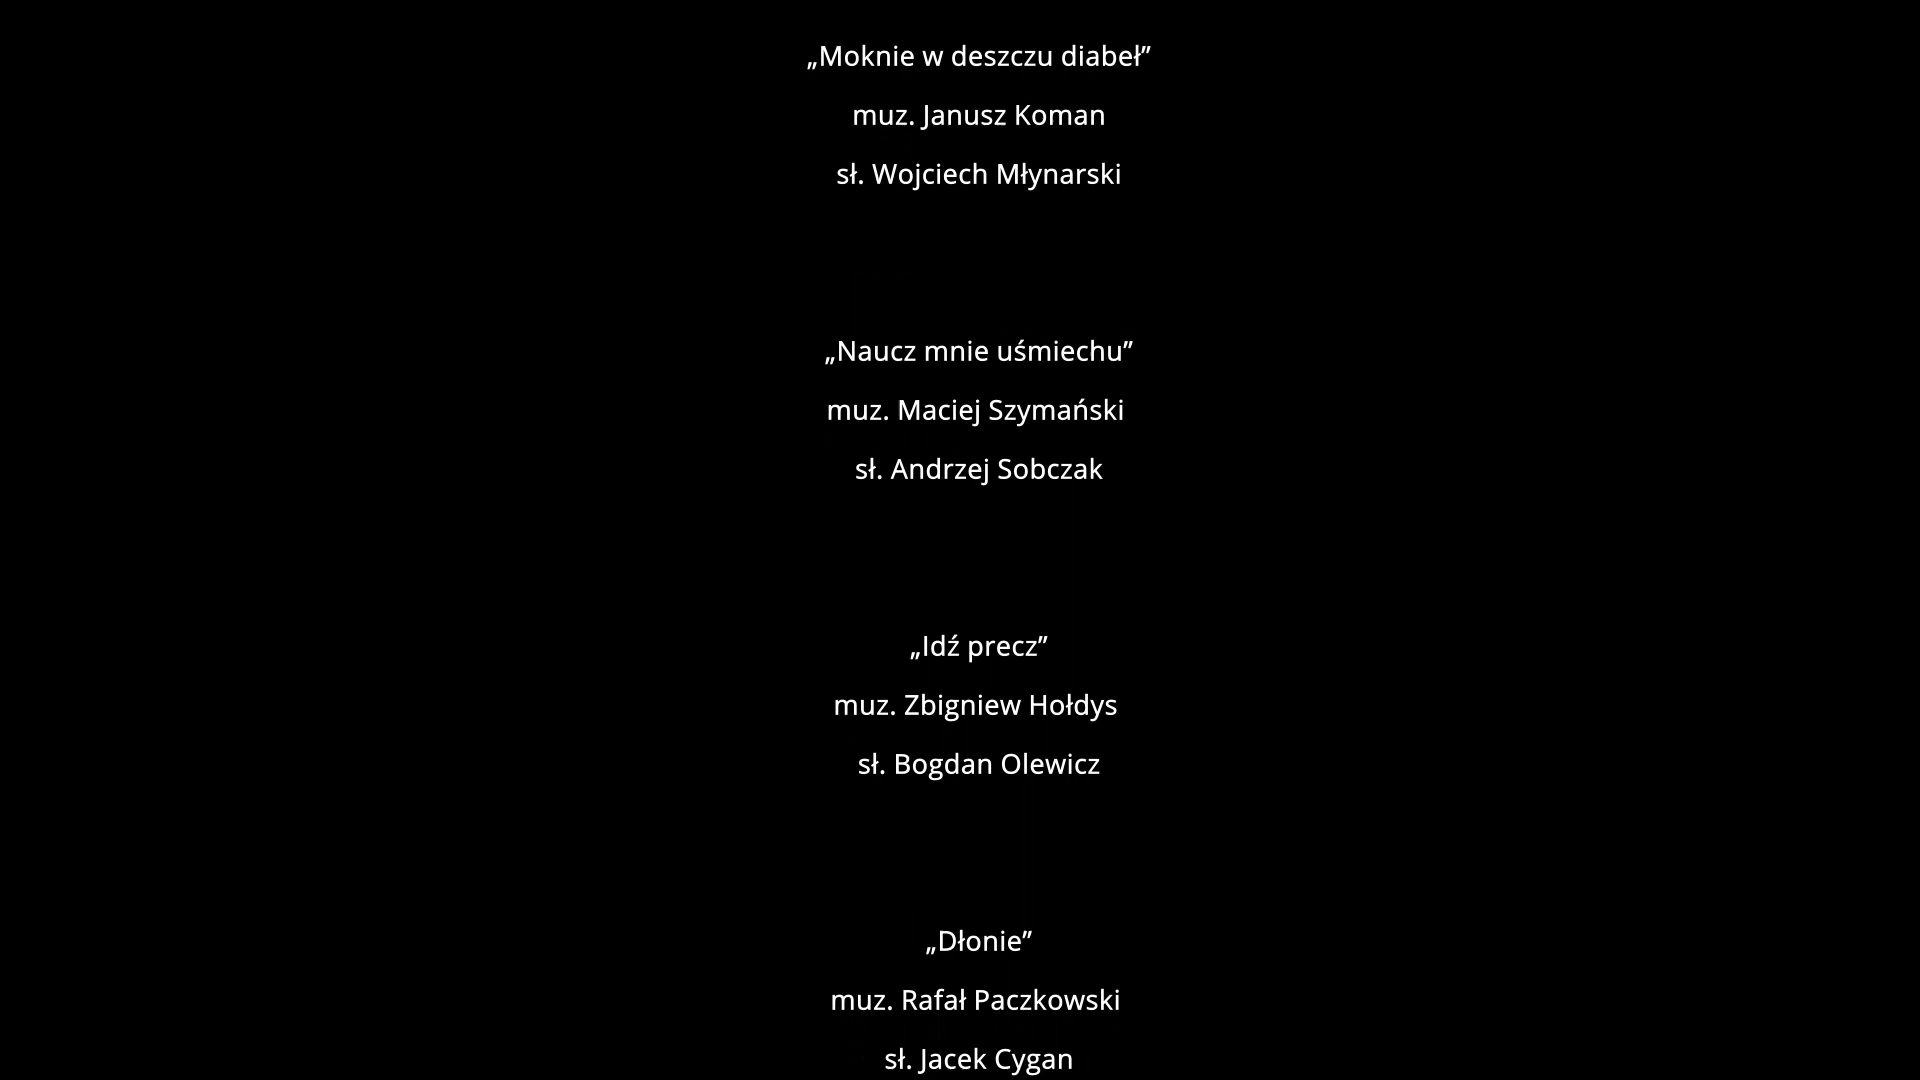 „Moknie w deszczu diabeł”
muz. Janusz Koman
sł. Wojciech Młynarski
„Naucz mnie uśmiechu”
muz. Maciej Szymański
sł. Andrzej Sobczak
„Idź precz”
muz. Zbigniew Hołdys
sł. Bogdan Olewicz
„Dłonie”
muz. Rafał Paczkowski
sł. Jacek Cygan